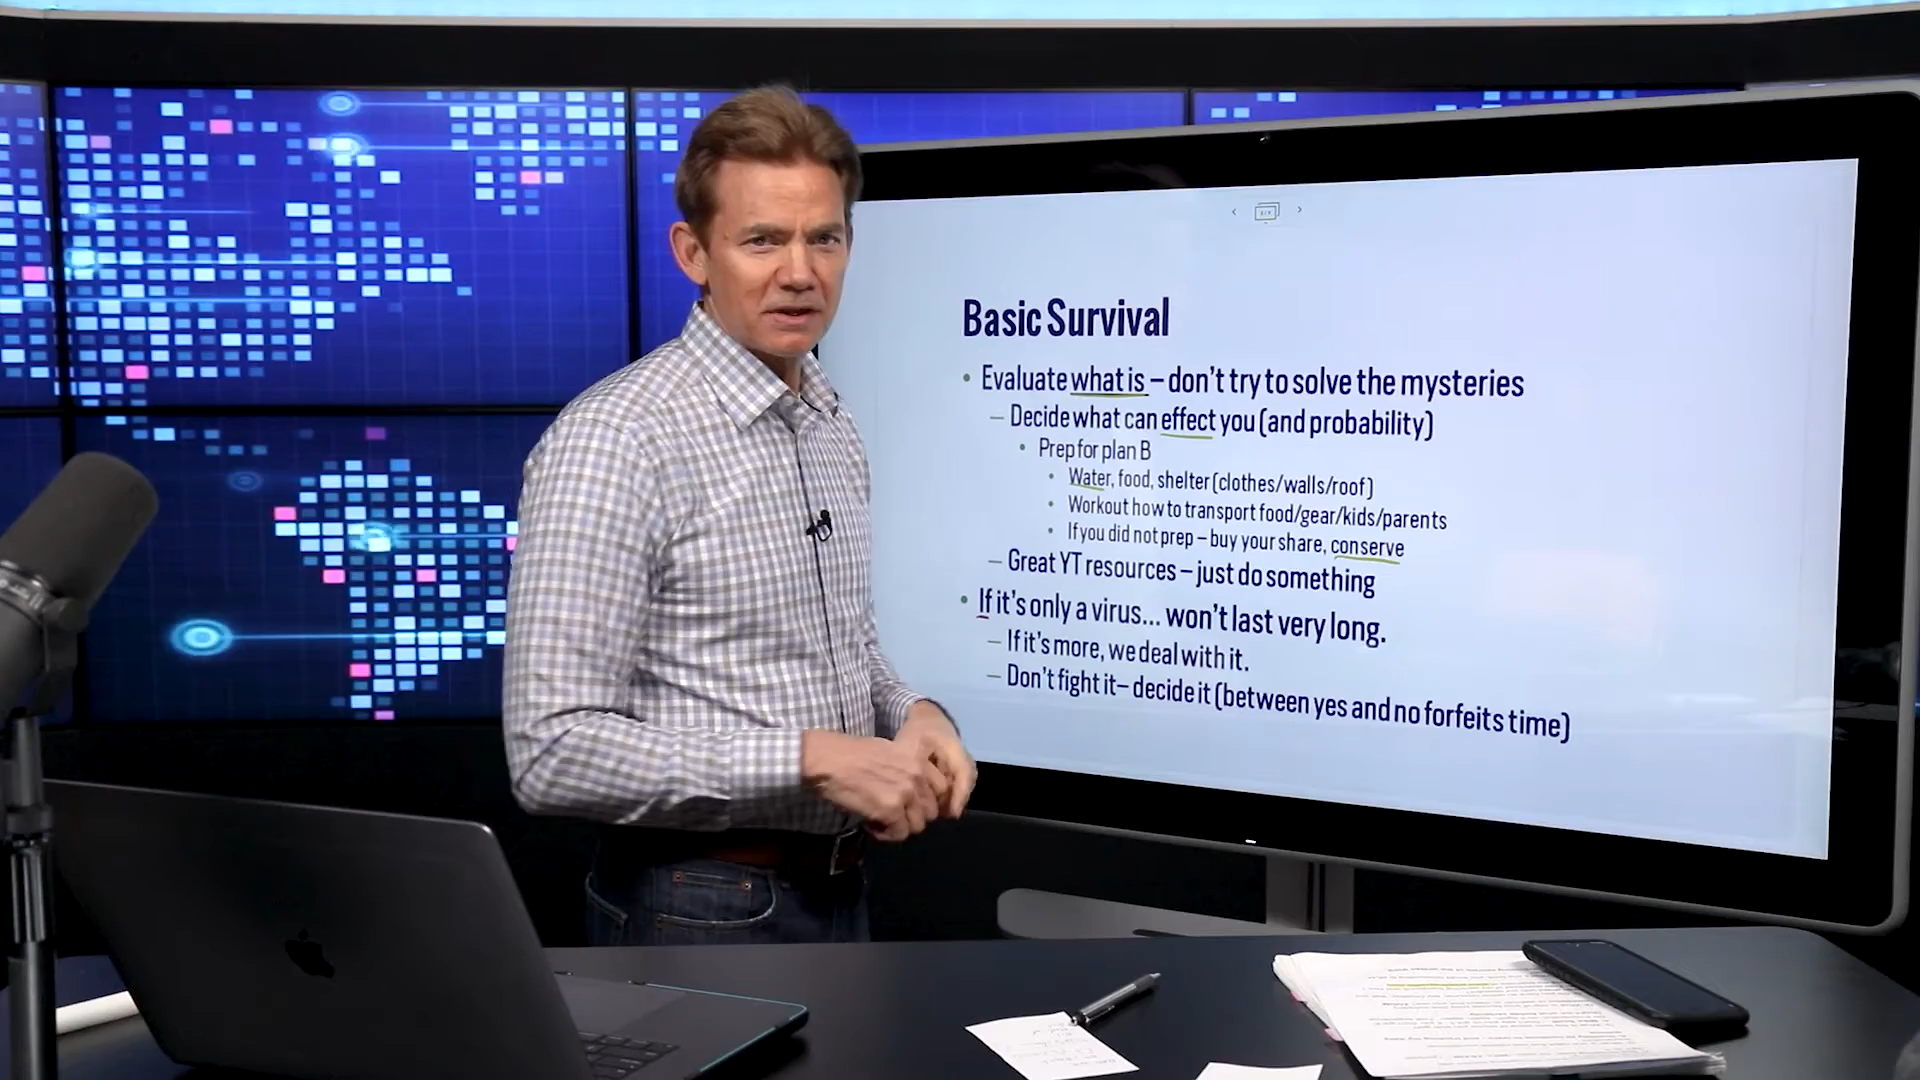 Basic Survival
• Evaluate what is – don't try to solve the mysteries
– Decide what can effect you (and probability)
• Prep for plan B
• Water, food, shelter (clothes/walls/roof)
• Workout how to transport food/gear/kids/parents
• If you did not prep – buy your share, conserve
– Great YT resources – just do something
• If it's only a virus... won't last very long.
– If it's more, we deal with it.
– Don't fight it– decide it (between yes and no forfeits time)